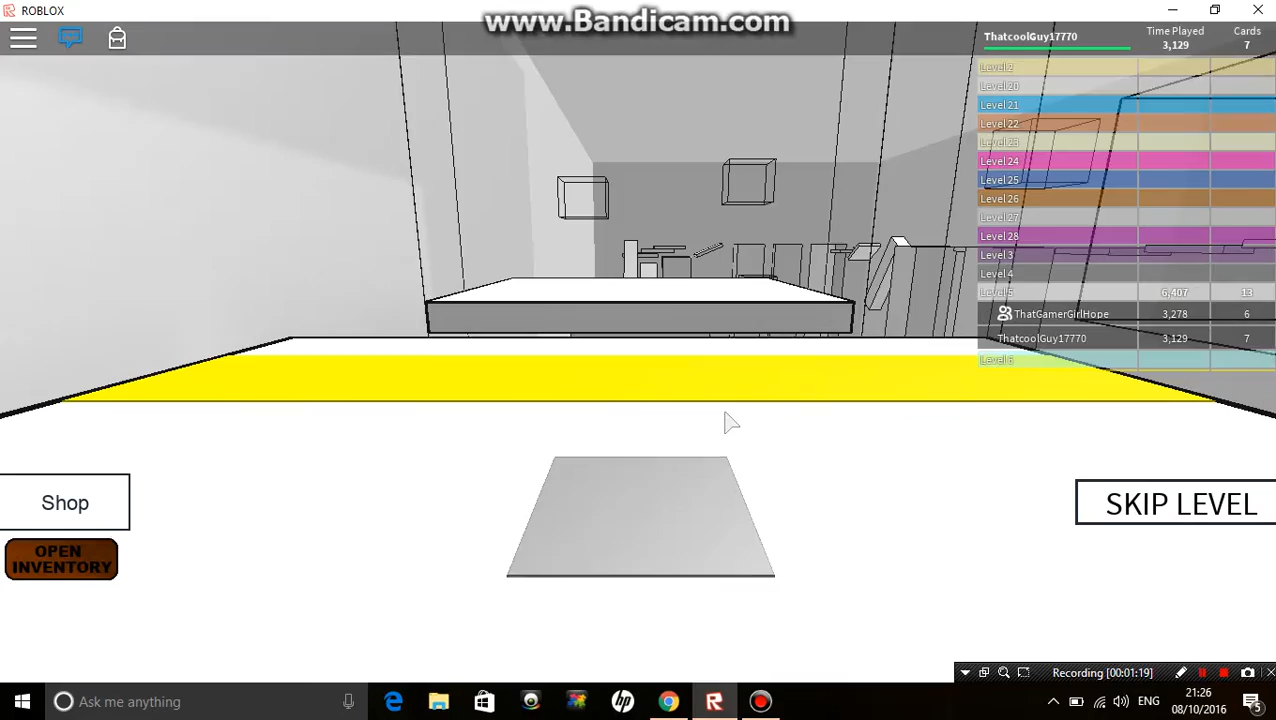 ROBLOX
www.Bandicam.com
ThatcoolGuy17770
Time Played
3,129
Cards
7
Level 2
Level 20
Level 21
Level 22
Level 23
Level 24
Level 25
Level 26
Level 27
Level 28
Level 3
Level 4
Level 5 6,407 13
ThatGamerGirlHope 3,278 6
ThatcoolGuy17770 3,129 7
Level 6
Shop
OPEN
INVENTORY
SKIP LEVEL
Recording [00:01:19]
Ask me anything
hp
ENG
21:26
08/10/2016
5